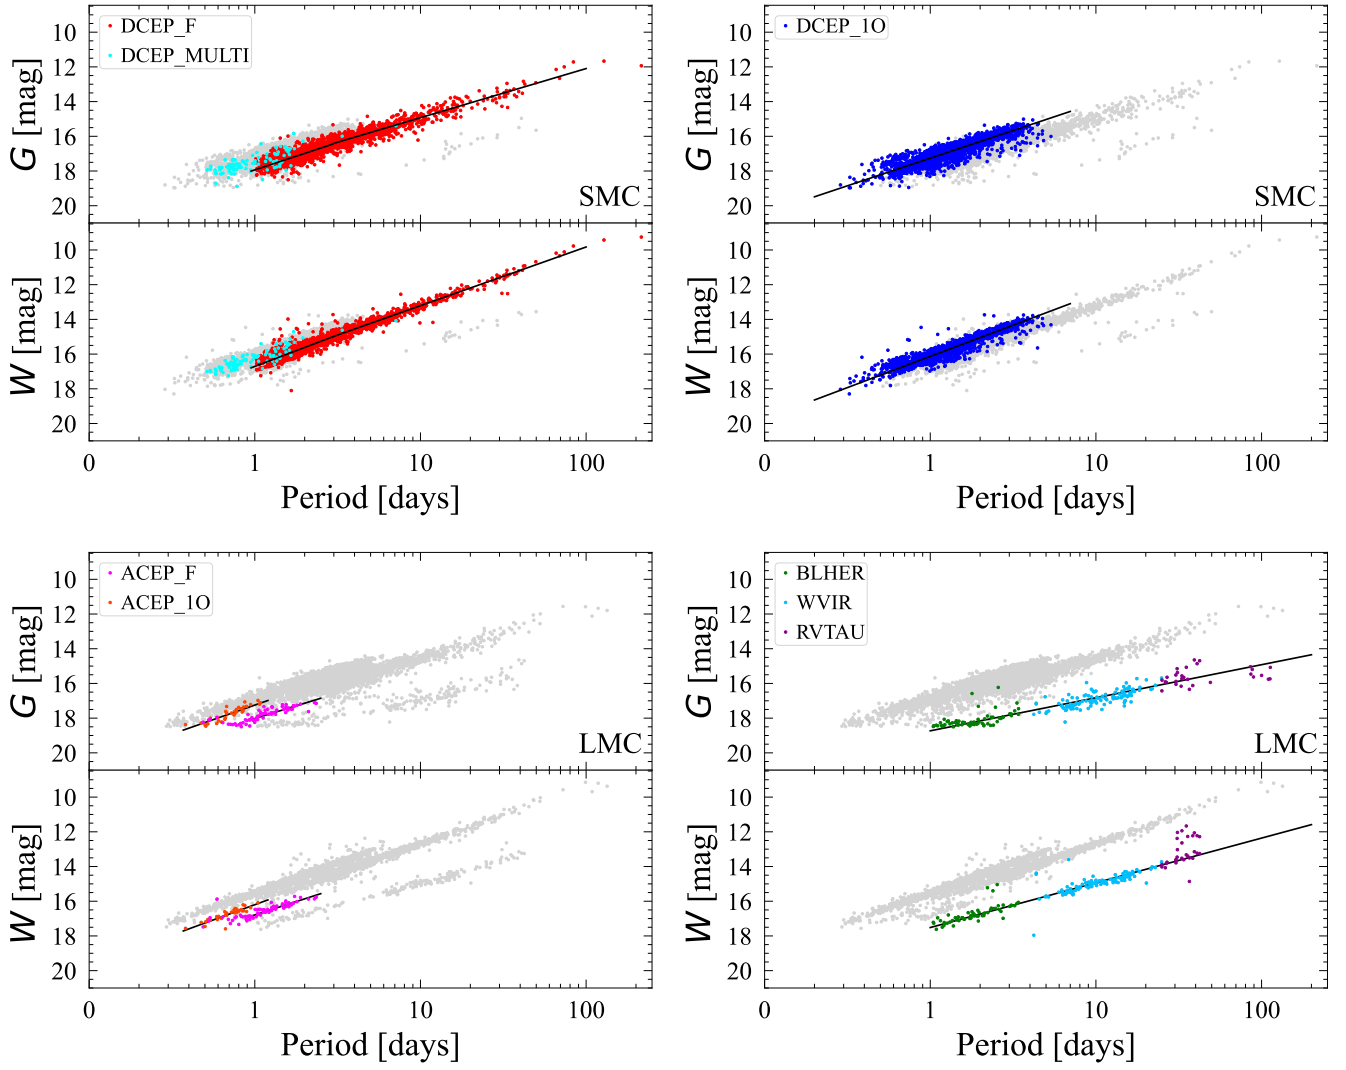 DCEP_F
DCEP_MULTI
10
12
14
16
18
20
G [mag]
SMC
10
12
14
16
18
20
W [mag]
0 1 10 100
Period [days]
DCEP_1O
10
12
14
16
18
20
G [mag]
SMC
10
12
14
16
18
20
W [mag]
0 1 10 100
Period [days]
ACEP_F
ACEP_1O
10
12
14
16
18
20
G [mag]
LMC
10
12
14
16
18
20
W [mag]
0 1 10 100
Period [days]
BLHER
WVIR
RVTAU
10
12
14
16
18
20
G [mag]
LMC
10
12
14
16
18
20
W [mag]
0 1 10 100
Period [days]